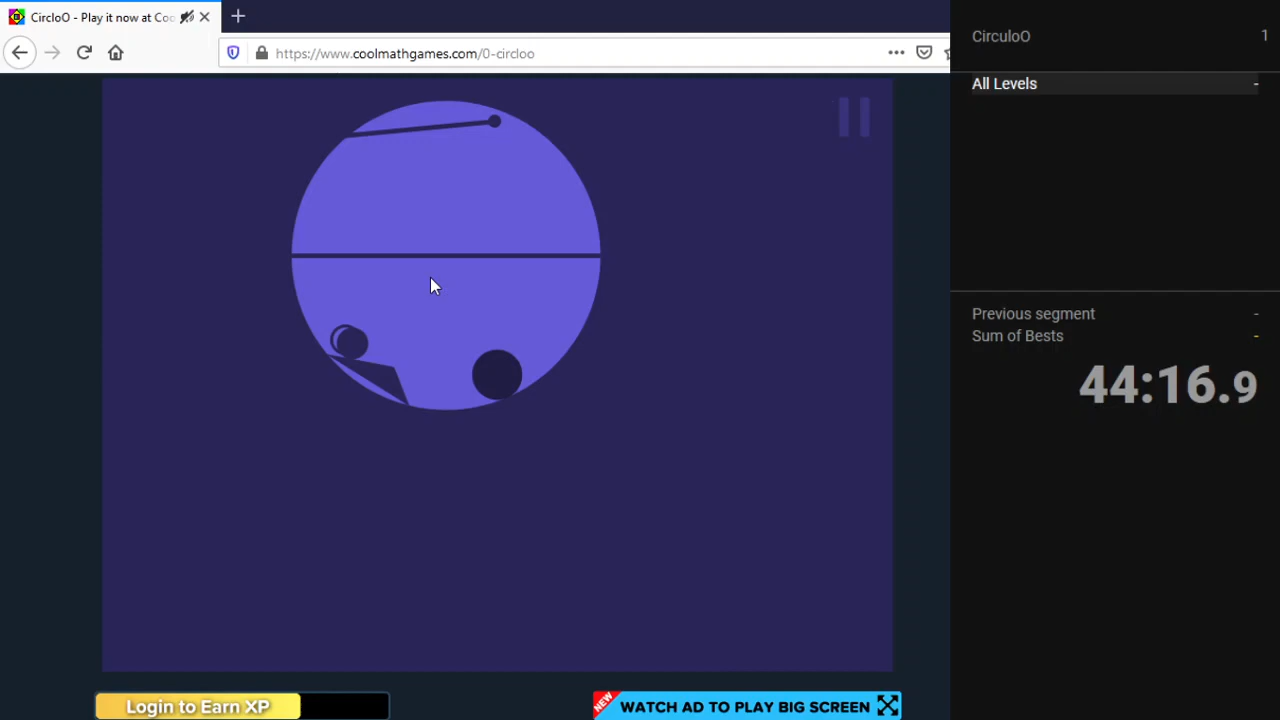 CircloO - Play it now at Coo
https://www.coolmathgames.com/0-circloo
CirculoO 1
All Levels -
Previous segment -
Sum of Bests -
44:16.9
Login to Earn XP
NEW WATCH AD TO PLAY BIG SCREEN